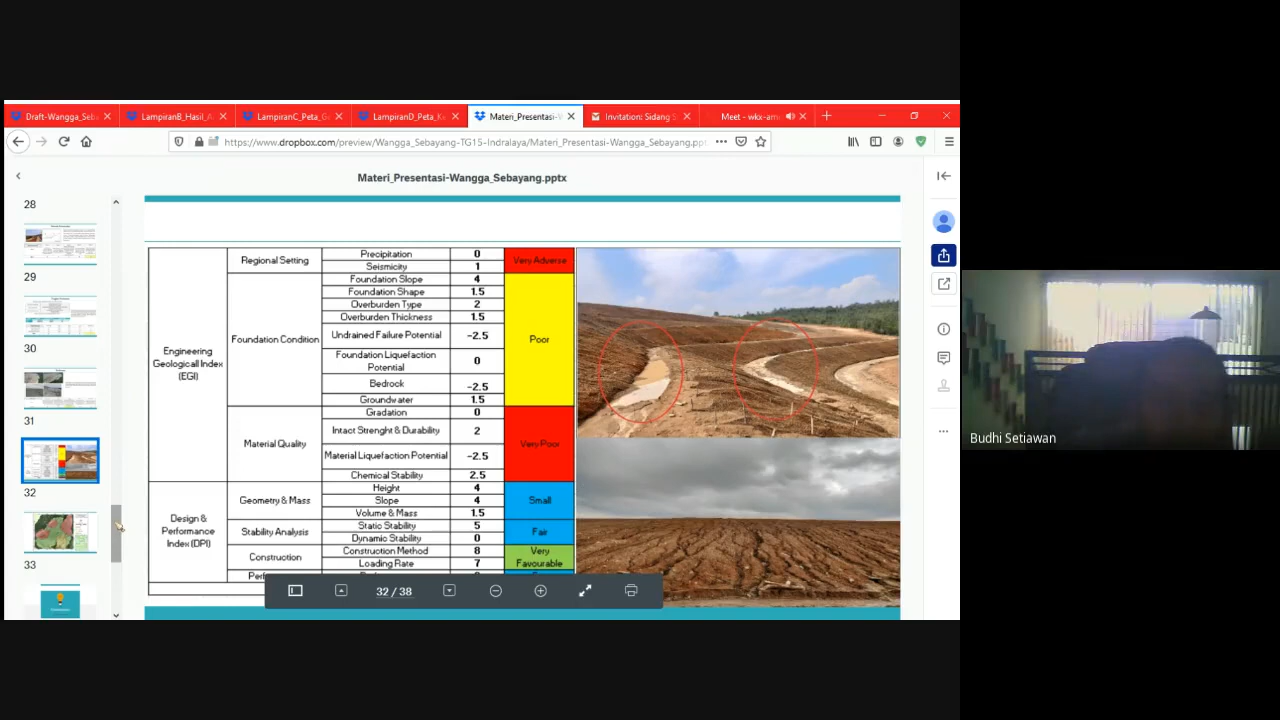 Draft-Wangga_Seba
LampiranB_Hasil_A
LampiranC_Peta_G
LampiranD_Peta_K
Materi_Presentasi-W
Invitation: Sidang S
Meet - wkx-am
https://www.dropbox.com/preview/Wangga_Sebayang-TG15-Indralaya/Materi_Presentasi-Wangga_Sebayang.pp
Materi_Presentasi-Wangga_Sebayang.pptx
28
29
30
31
32
33
Engineering Geologicall Index (EGI)
Regional Setting
Precipitation 0
Very Adverse
Seismicity 1
Foundation Condition
Foundation Slope 4
Foundation Shape 1.5
Overburden Type 2
Overburden Thickness 1.5
Undrained Failure Potential -2.5
Poor
Foundation Liquefaction Potential 0
Bedrock -2.5
Groundwater 1.5
Material Quality
Gradation 0
Intact Strenght & Durability 2
Very Poor
Material Liquefaction Potential -2.5
Chemical Stability 2.5
Design & Performance Index (DPI)
Geometry & Mass
Height 4
Slope 4
Small
Volume & Mass 1.5
Stability Analysis
Static Stability 5
Fair
Dynamic Stability 0
Construction
Construction Method 8
Very Favourable
Loading Rate 7
32 / 38
Budhi Setiawan